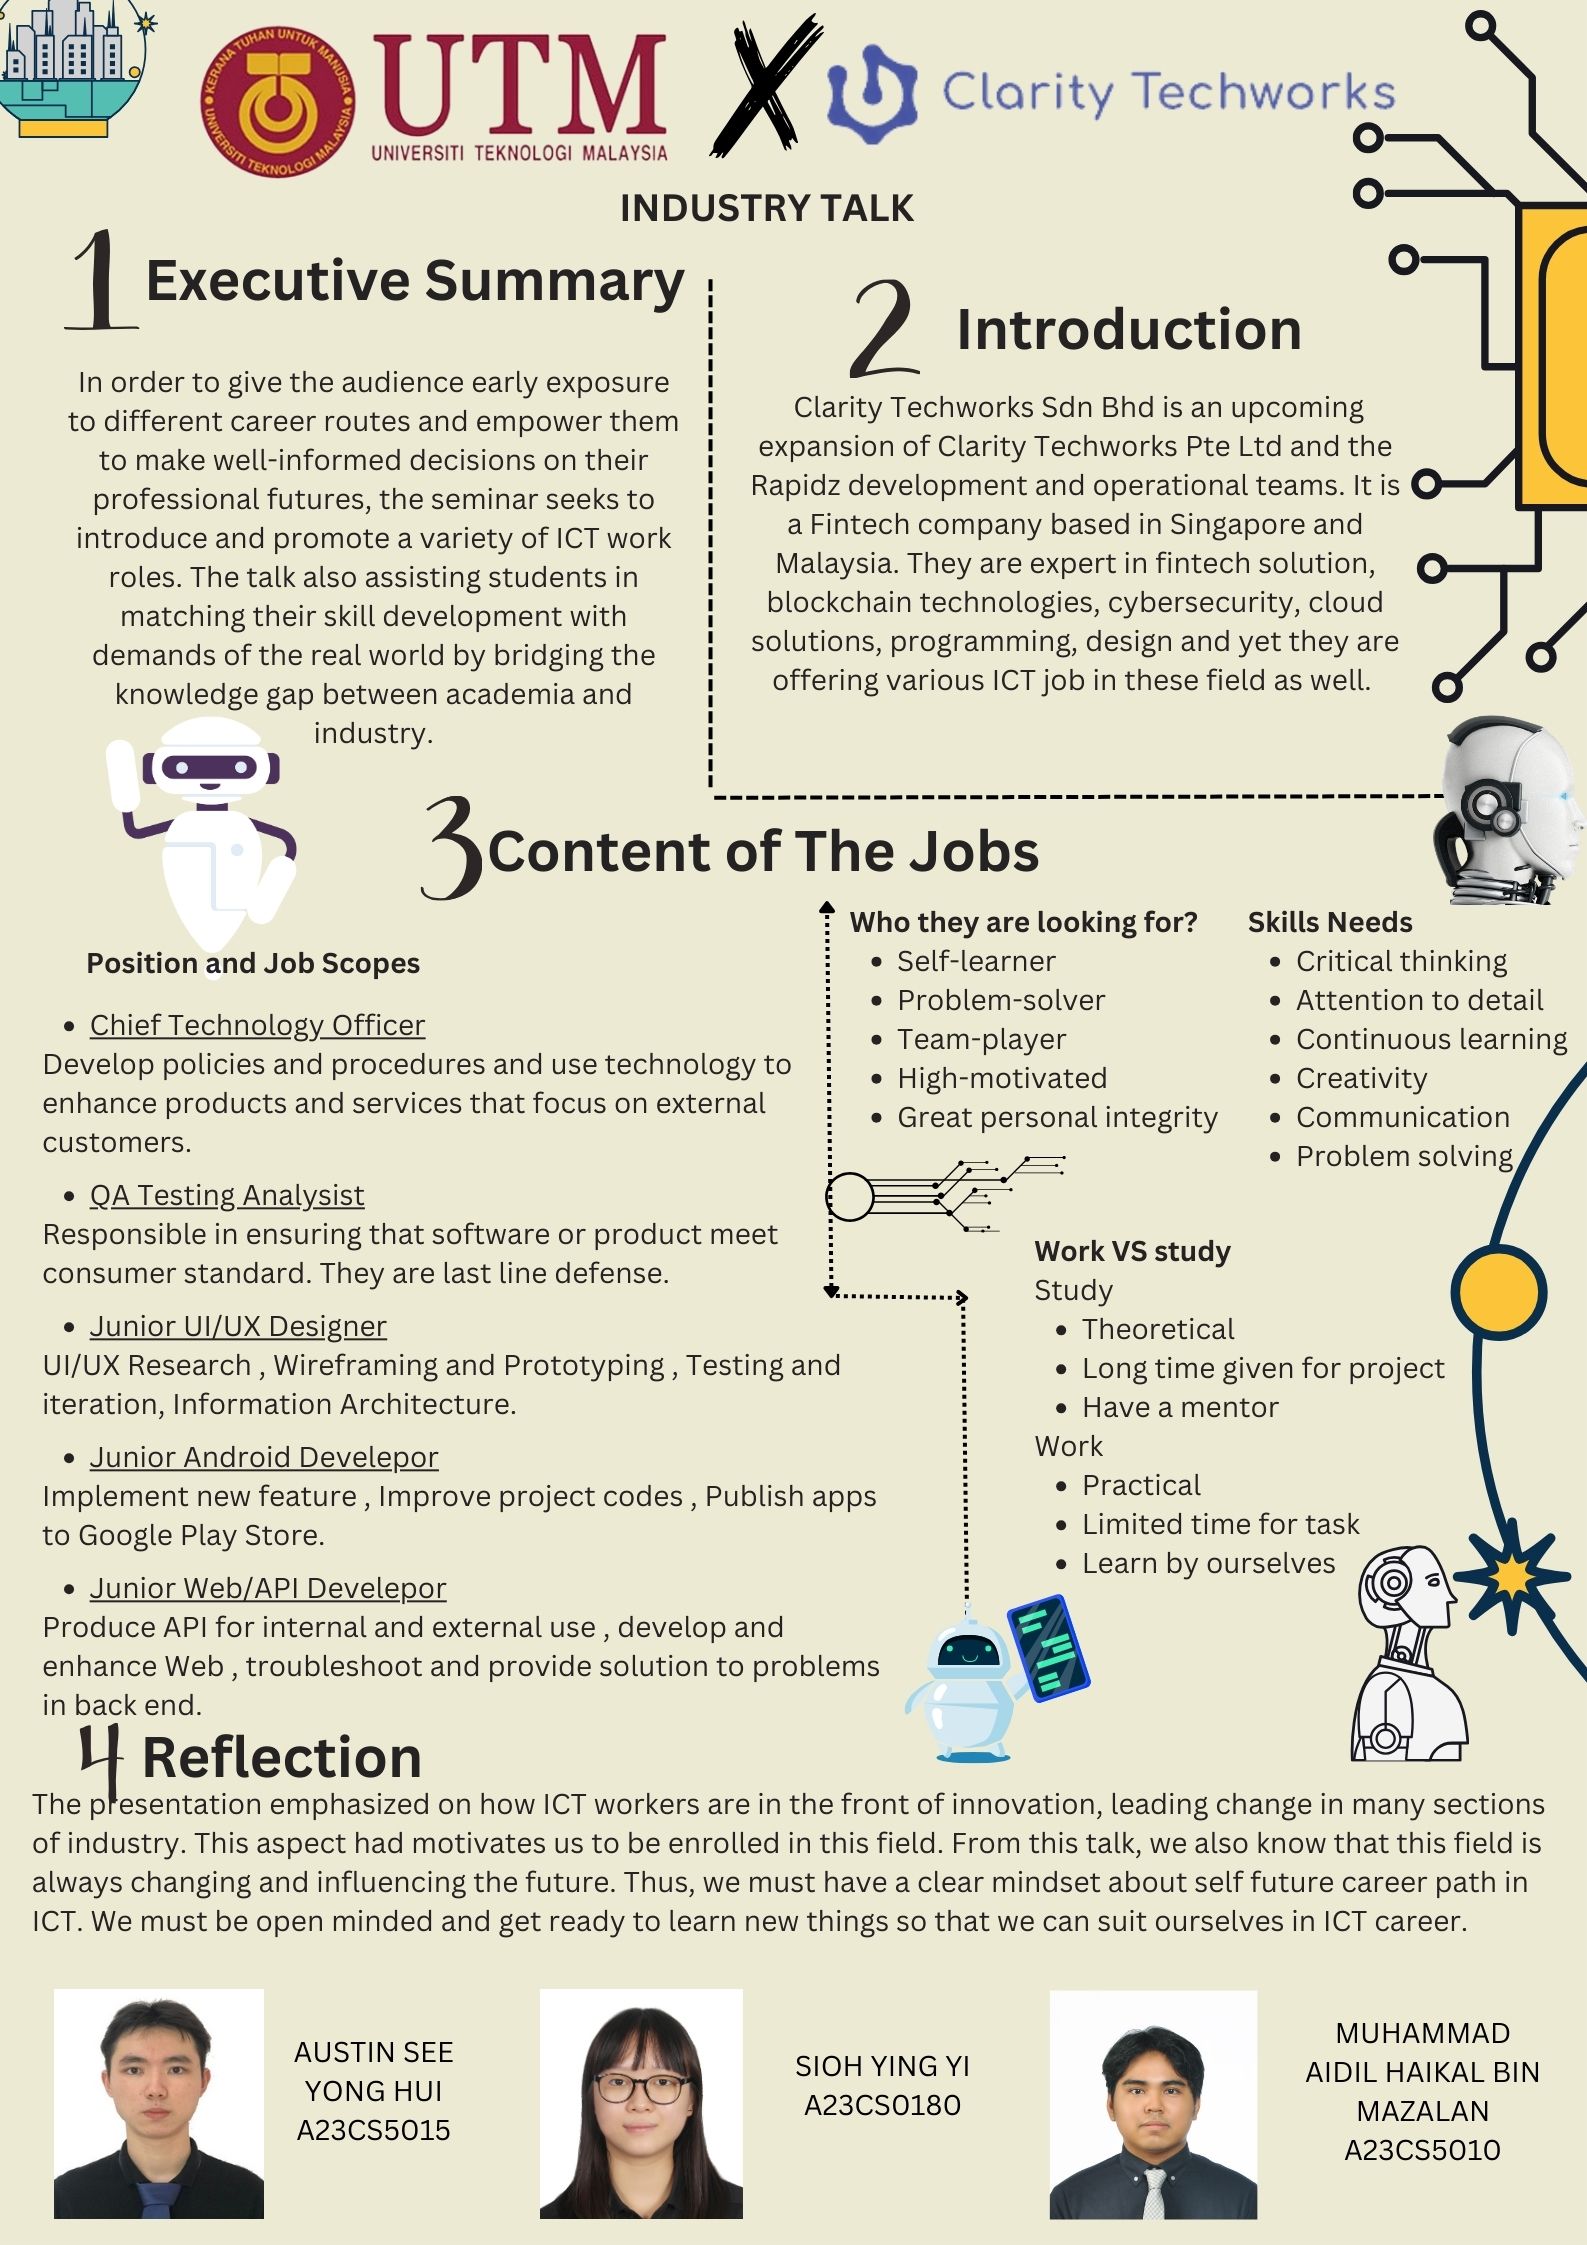 KERANA TUHAN UNTUK MANUSIA
UNIVERSITI TEKNOLOGI MALAYSIA
UTM
UNIVERSITI TEKNOLOGI MALAYSIA
X
Clarity Techworks
INDUSTRY TALK
1 Executive Summary
In order to give the audience early exposure
to different career routes and empower them
to make well-informed decisions on their
professional futures, the seminar seeks to
introduce and promote a variety of ICT work
roles. The talk also assisting students in
matching their skill development with
demands of the real world by bridging the
knowledge gap between academia and
industry.
2 Introduction
Clarity Techworks Sdn Bhd is an upcoming
expansion of Clarity Techworks Pte Ltd and the
Rapidz development and operational teams. It is
a Fintech company based in Singapore and
Malaysia. They are expert in fintech solution,
blockchain technologies, cybersecurity, cloud
solutions, programming, design and yet they are
offering various ICT job in these field as well.
3 Content of The Jobs
Position and Job Scopes
• Chief Technology Officer
Develop policies and procedures and use technology to
enhance products and services that focus on external
customers.
• QA Testing Analysist
Responsible in ensuring that software or product meet
consumer standard. They are last line defense.
• Junior UI/UX Designer
UI/UX Research , Wireframing and Prototyping , Testing and
iteration, Information Architecture.
• Junior Android Develepor
Implement new feature , Improve project codes , Publish apps
to Google Play Store.
• Junior Web/API Develepor
Produce API for internal and external use , develop and
enhance Web , troubleshoot and provide solution to problems
in back end.
Who they are looking for?
• Self-learner
• Problem-solver
• Team-player
• High-motivated
• Great personal integrity
Skills Needs
• Critical thinking
• Attention to detail
• Continuous learning
• Creativity
• Communication
• Problem solving
Work VS study
Study
• Theoretical
• Long time given for project
• Have a mentor
Work
• Practical
• Limited time for task
• Learn by ourselves
4 Reflection
The presentation emphasized on how ICT workers are in the front of innovation, leading change in many sections
of industry. This aspect had motivates us to be enrolled in this field. From this talk, we also know that this field is
always changing and influencing the future. Thus, we must have a clear mindset about self future career path in
ICT. We must be open minded and get ready to learn new things so that we can suit ourselves in ICT career.
AUSTIN SEE
YONG HUI
A23CS5015
SIOH YING YI
A23CS0180
MUHAMMAD
AIDIL HAIKAL BIN
MAZALAN
A23CS5010